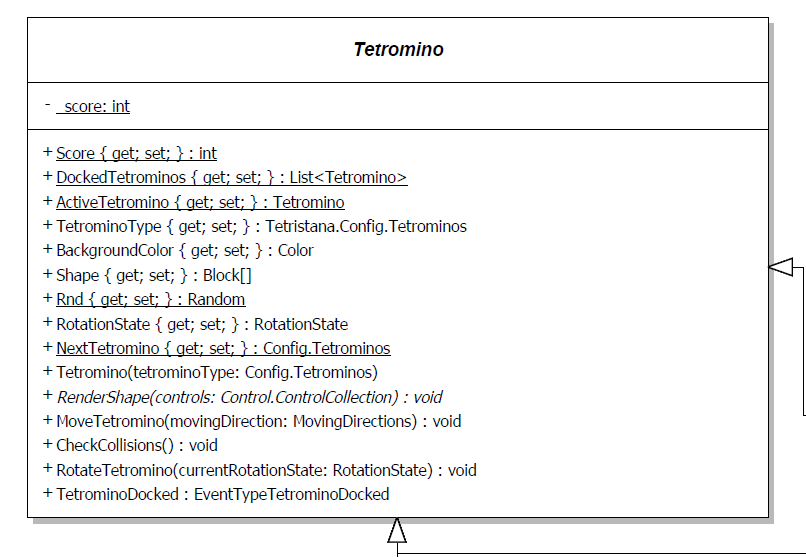 Tetromino
- _score: int
+ Score { get; set; } : int
+ DockedTetrominos { get; set; } : List<Tetromino>
+ ActiveTetromino { get; set; } : Tetromino
+ TetrominoType { get; set; } : Tetristana.Config.Tetrominos
+ BackgroundColor { get; set; } : Color
+ Shape { get; set; } : Block[]
+ Rnd { get; set; } : Random
+ RotationState { get; set; } : RotationState
+ NextTetromino { get; set; } : Config.Tetrominos
+ Tetromino(tetrominoType: Config.Tetrominos)
+ RenderShape(controls: Control.ControlCollection) : void
+ MoveTetromino(movingDirection: MovingDirections) : void
+ CheckCollisions() : void
+ RotateTetromino(currentRotationState: RotationState) : void
+ TetrominoDocked : EventTypeTetrominoDocked